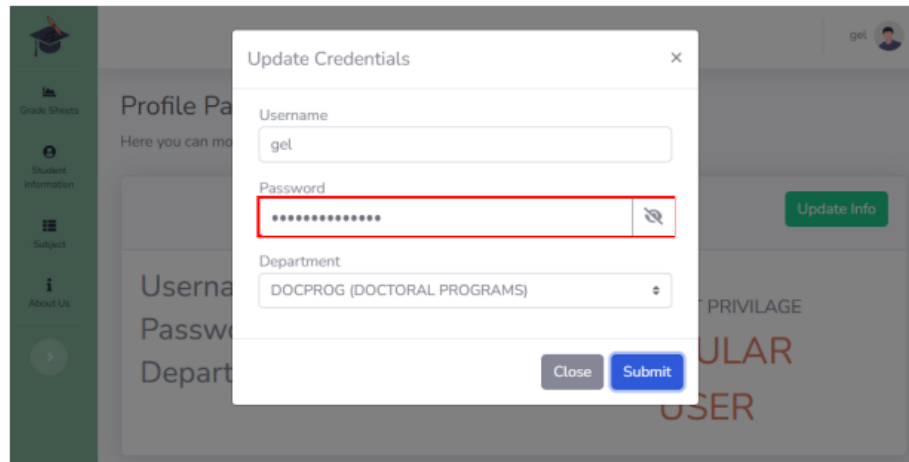 gel
Grade Sheets
Student
information
Subject
About Us
Profile Pa
Here you can mo
Update Info
Userna
Passwo
Depart
PRIVILAGE
ULAR
USER
Update Credentials
×
Username
gel
Password
••••••••••••••
Department
DOCPROG (DOCTORAL PROGRAMS)
Close
Submit